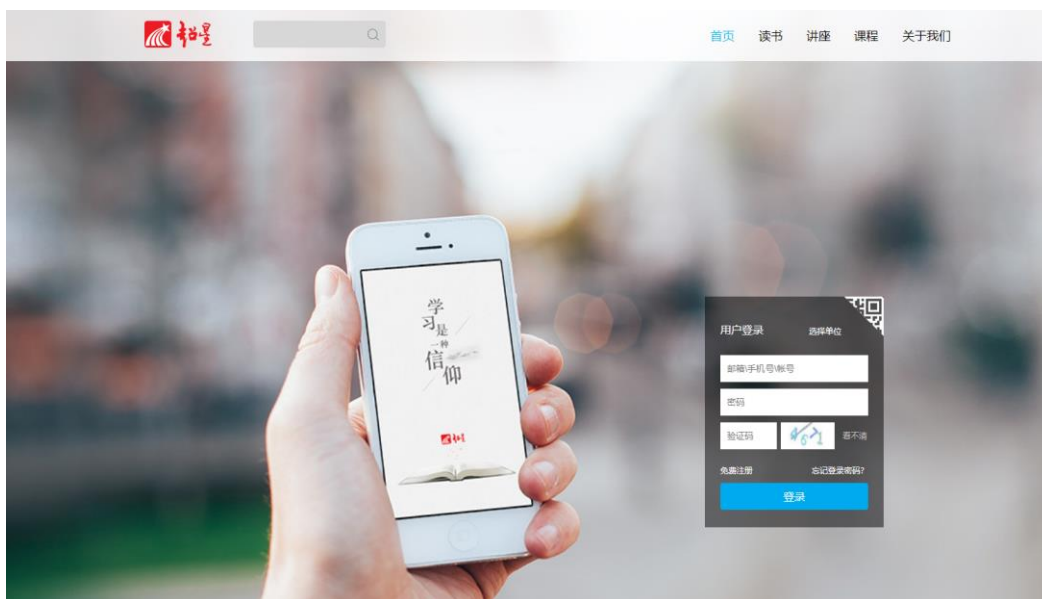 超星
首页 读书 讲座 课程 关于我们
学
习是
一种
信
仰
用户登录 选择单位
邮箱\手机号\帐号
密码
验证码 4671 看不清
免费注册 忘记登录密码?
登录